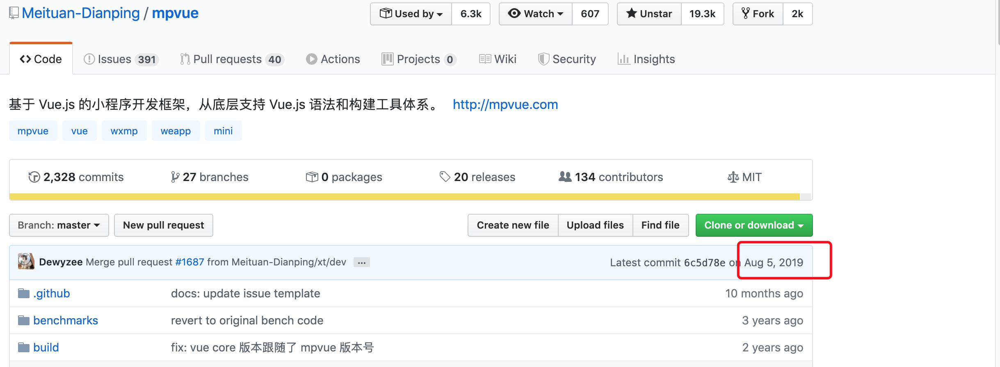 Meituan-Dianping / mpvue
Used by 6.3k Watch 607 Unstar 19.3k Fork 2k
Code Issues 391 Pull requests 40 Actions Projects 0 Wiki Security Insights
基于 Vue.js 的小程序开发框架，从底层支持 Vue.js 语法和构建工具体系。 http://mpvue.com
mpvue vue wxmp weapp mini
2,328 commits 27 branches 0 packages 20 releases 134 contributors MIT
Branch: master New pull request Create new file Upload files Find file Clone or download
Dewyzee Merge pull request #1687 from Meituan-Dianping/xt/dev ... Latest commit 6c5d78e on Aug 5, 2019
.github docs: update issue template 10 months ago
benchmarks revert to original bench code 3 years ago
build fix: vue core 版本跟随了 mpvue 版本号 2 years ago